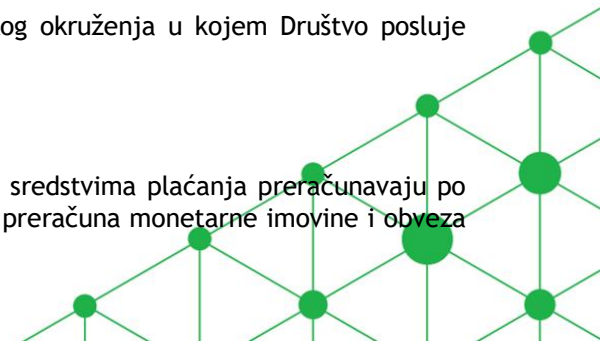 og okruženja u kojem Društvo posluje
sredstvima plaćanja preračunavaju po
preračuna monetarne imovine i obveza